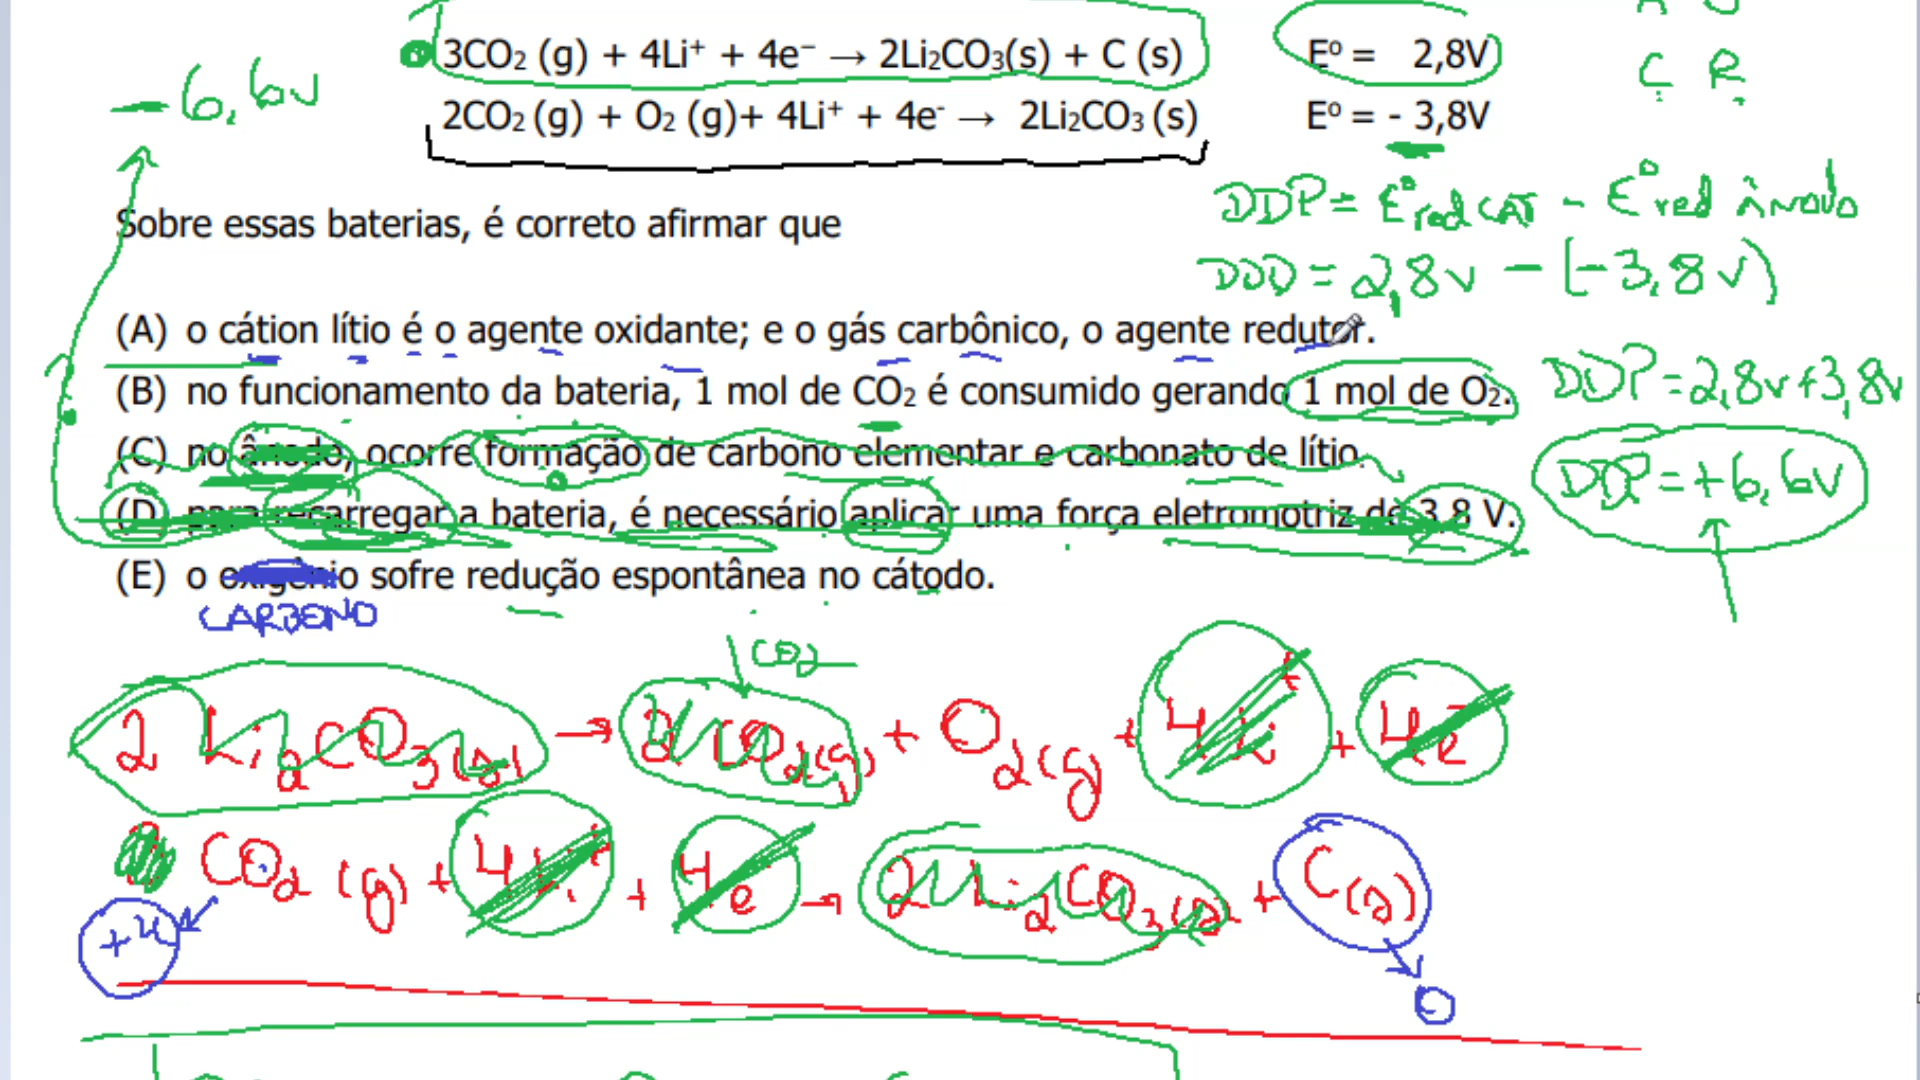 3CO₂ (g) + 4Li⁺ + 4e⁻ → 2Li₂CO₃(s) + C (s) Eº = 2,8V
C R
-6,6v
2CO₂ (g) + O₂ (g)+ 4Li⁺ + 4e⁻ → 2Li₂CO₃ (s) Eº = - 3,8V
DDP = E° red CAT - E° red ânodo
Sobre essas baterias, é correto afirmar que
DDD = 2,8v - (-3,8v)
(A) o cátion lítio é o agente oxidante; e o gás carbônico, o agente redutor.
(B) no funcionamento da bateria, 1 mol de CO₂ é consumido gerando 1 mol de O₂.
DDP = 2,8v+3,8v
(C) no ânodo, ocorre formação de carbono elementar e carbonato de lítio.
DDP = +6,6v
(D) para recarregar a bateria, é necessário aplicar uma força eletromotriz de 3,8 V.
(E) o oxigênio sofre redução espontânea no cátodo.
CARBONO
CO₂
2 Li₂CO₃(s) → 2CO₂(g) + O₂(g) + 4Li⁺ + 4e⁻
CO₂ (g) + 4Li⁺ + 4e → 2Li₂CO₃(s) + C(s)
+4
0